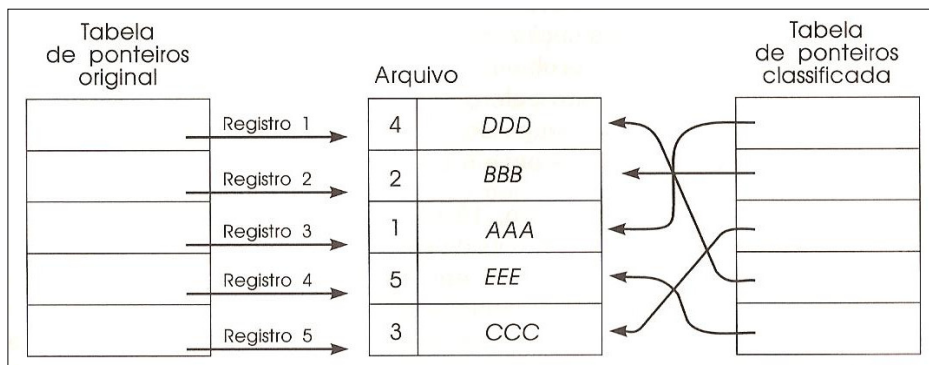 Tabela
de ponteiros
original
Arquivo
Tabela
de ponteiros
classificada
Registro 1
4 DDD
Registro 2
2 BBB
Registro 3
1 AAA
Registro 4
5 EEE
Registro 5
3 CCC